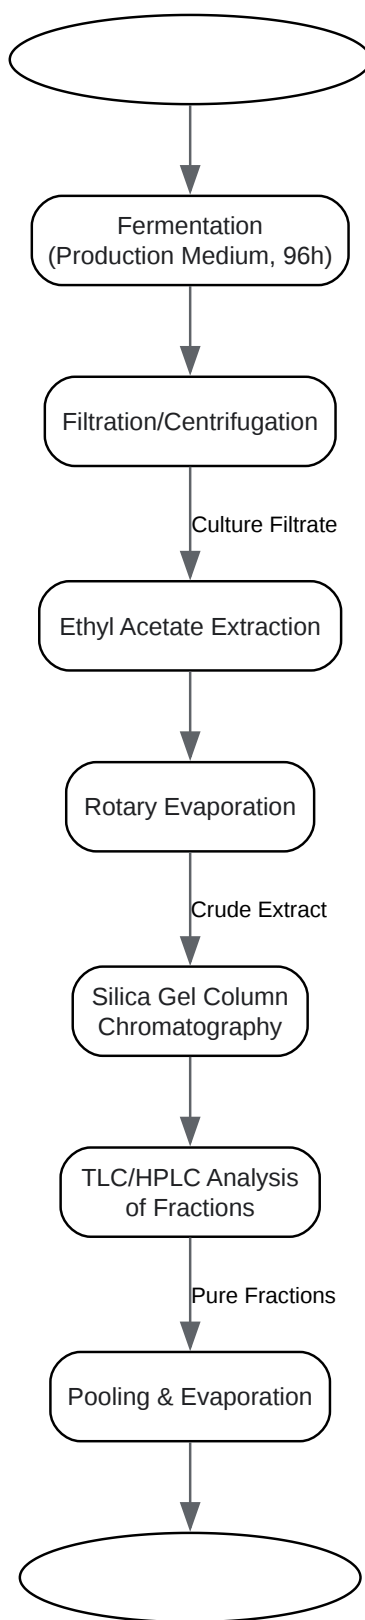 Fermentation
(Production Medium, 96h)
Filtration/Centrifugation
Culture Filtrate
Ethyl Acetate Extraction
Rotary Evaporation
Crude Extract
Silica Gel Column
Chromatography
TLC/HPLC Analysis
of Fractions
Pure Fractions
Pooling & Evaporation